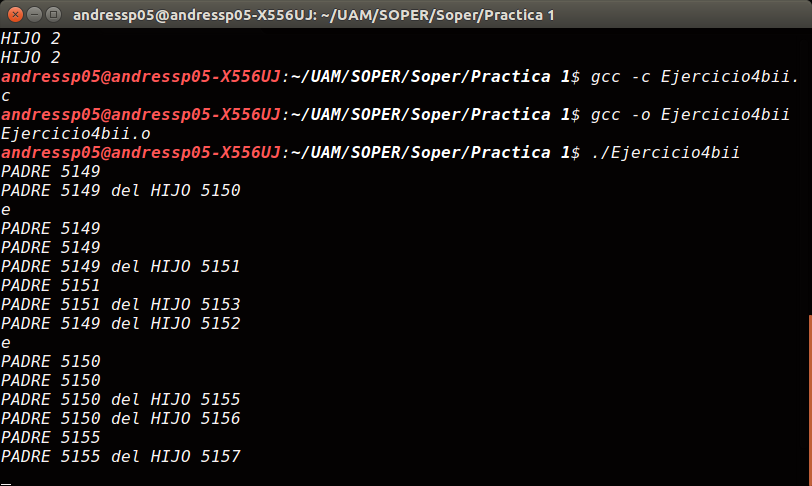 andressp05@andressp05-X556UJ: ~/UAM/SOPER/Soper/Practica 1
HIJO 2
HIJO 2
andressp05@andressp05-X556UJ:~/UAM/SOPER/Soper/Practica 1$ gcc -c Ejercicio4bii.
c
andressp05@andressp05-X556UJ:~/UAM/SOPER/Soper/Practica 1$ gcc -o Ejercicio4bii
Ejercicio4bii.o
andressp05@andressp05-X556UJ:~/UAM/SOPER/Soper/Practica 1$ ./Ejercicio4bii
PADRE 5149
PADRE 5149 del HIJO 5150
e
PADRE 5149
PADRE 5149
PADRE 5149 del HIJO 5151
PADRE 5151
PADRE 5151 del HIJO 5153
PADRE 5149 del HIJO 5152
e
PADRE 5150
PADRE 5150
PADRE 5150 del HIJO 5155
PADRE 5150 del HIJO 5156
PADRE 5155
PADRE 5155 del HIJO 5157